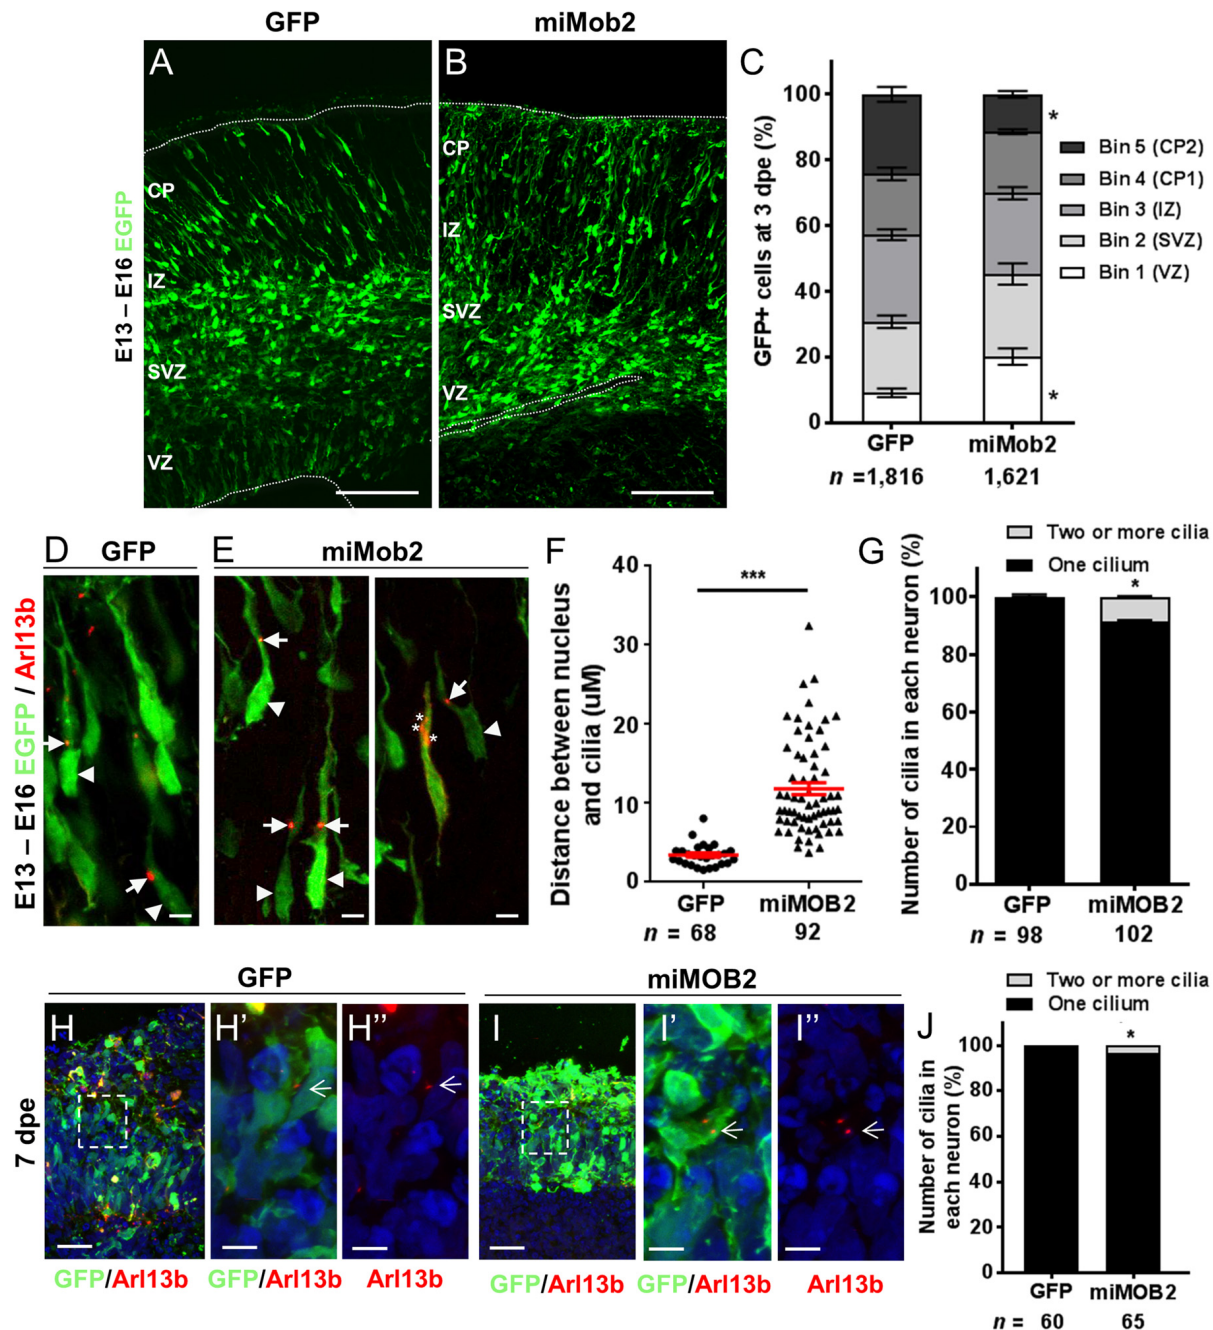 GFP
miMob2
A
B
C
CP
IZ
SVZ
VZ
CP
IZ
SVZ
VZ
E13 – E16 EGFP
GFP+ cells at 3 dpe (%)
100
80
60
40
20
0
*
*
Bin 5 (CP2)
Bin 4 (CP1)
Bin 3 (IZ)
Bin 2 (SVZ)
Bin 1 (VZ)
GFP
miMob2
n =1,816
1,621
D
GFP
E
miMob2
E13 – E16 EGFP / Arl13b
*
*
*
F
Distance between nucleus
and cilia (uM)
40
30
20
10
0
***
GFP
miMOB2
n = 68
92
G
Two or more cilia
One cilium
Number of cilia in each neuron (%)
100
80
60
40
20
0
*
GFP
miMOB2
n = 98
102
GFP
miMOB2
7 dpe
H
H'
H''
I
I'
I''
GFP/Arl13b
GFP/Arl13b
Arl13b
GFP/Arl13b
GFP/Arl13b
Arl13b
J
Two or more cilia
One cilium
Number of cilia in
each neuron (%)
100
80
60
40
20
0
*
GFP
miMOB2
n = 60
65